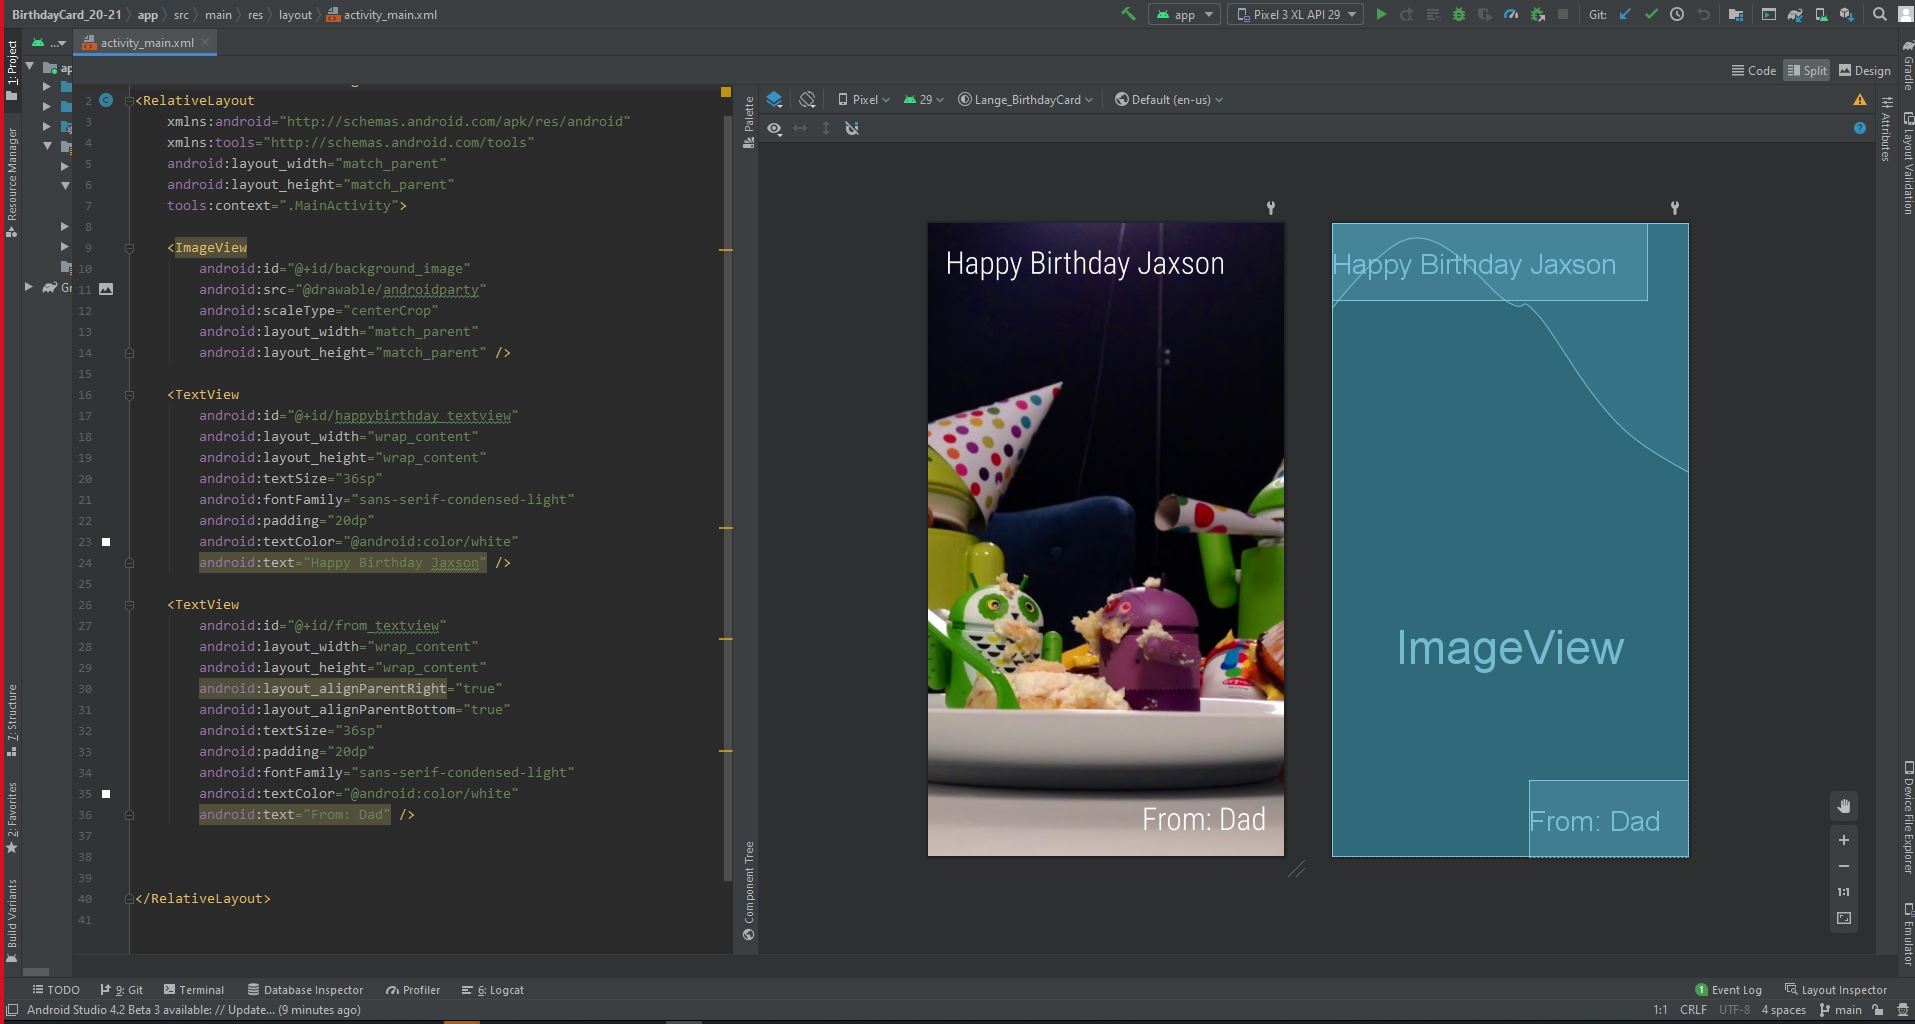 BirthdayCard_20-21 app src main res layout activity_main.xml
app Pixel 3 XL API 29 Git:
activity_main.xml
Code Split Design
Pixel 29 Lange_BirthdayCard Default (en-us)
1: Project
Resource Manager
7: Structure
2: Favorites
Build Variants
ap
Gr
2 <RelativeLayout
3 xmlns:android="http://schemas.android.com/apk/res/android"
4 xmlns:tools="http://schemas.android.com/tools"
5 android:layout_width="match_parent"
6 android:layout_height="match_parent"
7 tools:context=".MainActivity">
8
9 <ImageView
10 android:id="@+id/background_image"
11 android:src="@drawable/androidparty"
12 android:scaleType="centerCrop"
13 android:layout_width="match_parent"
14 android:layout_height="match_parent" />
15
16 <TextView
17 android:id="@+id/happybirthday_textview"
18 android:layout_width="wrap_content"
19 android:layout_height="wrap_content"
20 android:textSize="36sp"
21 android:fontFamily="sans-serif-condensed-light"
22 android:padding="20dp"
23 android:textColor="@android:color/white"
24 android:text="Happy Birthday Jaxson" />
25
26 <TextView
27 android:id="@+id/from_textview"
28 android:layout_width="wrap_content"
29 android:layout_height="wrap_content"
30 android:layout_alignParentRight="true"
31 android:layout_alignParentBottom="true"
32 android:textSize="36sp"
33 android:padding="20dp"
34 android:fontFamily="sans-serif-condensed-light"
35 android:textColor="@android:color/white"
36 android:text="From: Dad" />
37
38
39
40 </RelativeLayout>
41
Palette
Component Tree
Happy Birthday Jaxson
From: Dad
Happy Birthday Jaxson
ImageView
From: Dad
1:1
Attributes
Gradle
Layout Validation
Device File Explorer
Emulator
TODO 9: Git Terminal Database Inspector Profiler 6: Logcat 1 Event Log Layout Inspector
Android Studio 4.2 Beta 3 available: // Update... (9 minutes ago) 1:1 CRLF UTF-8 4 spaces main